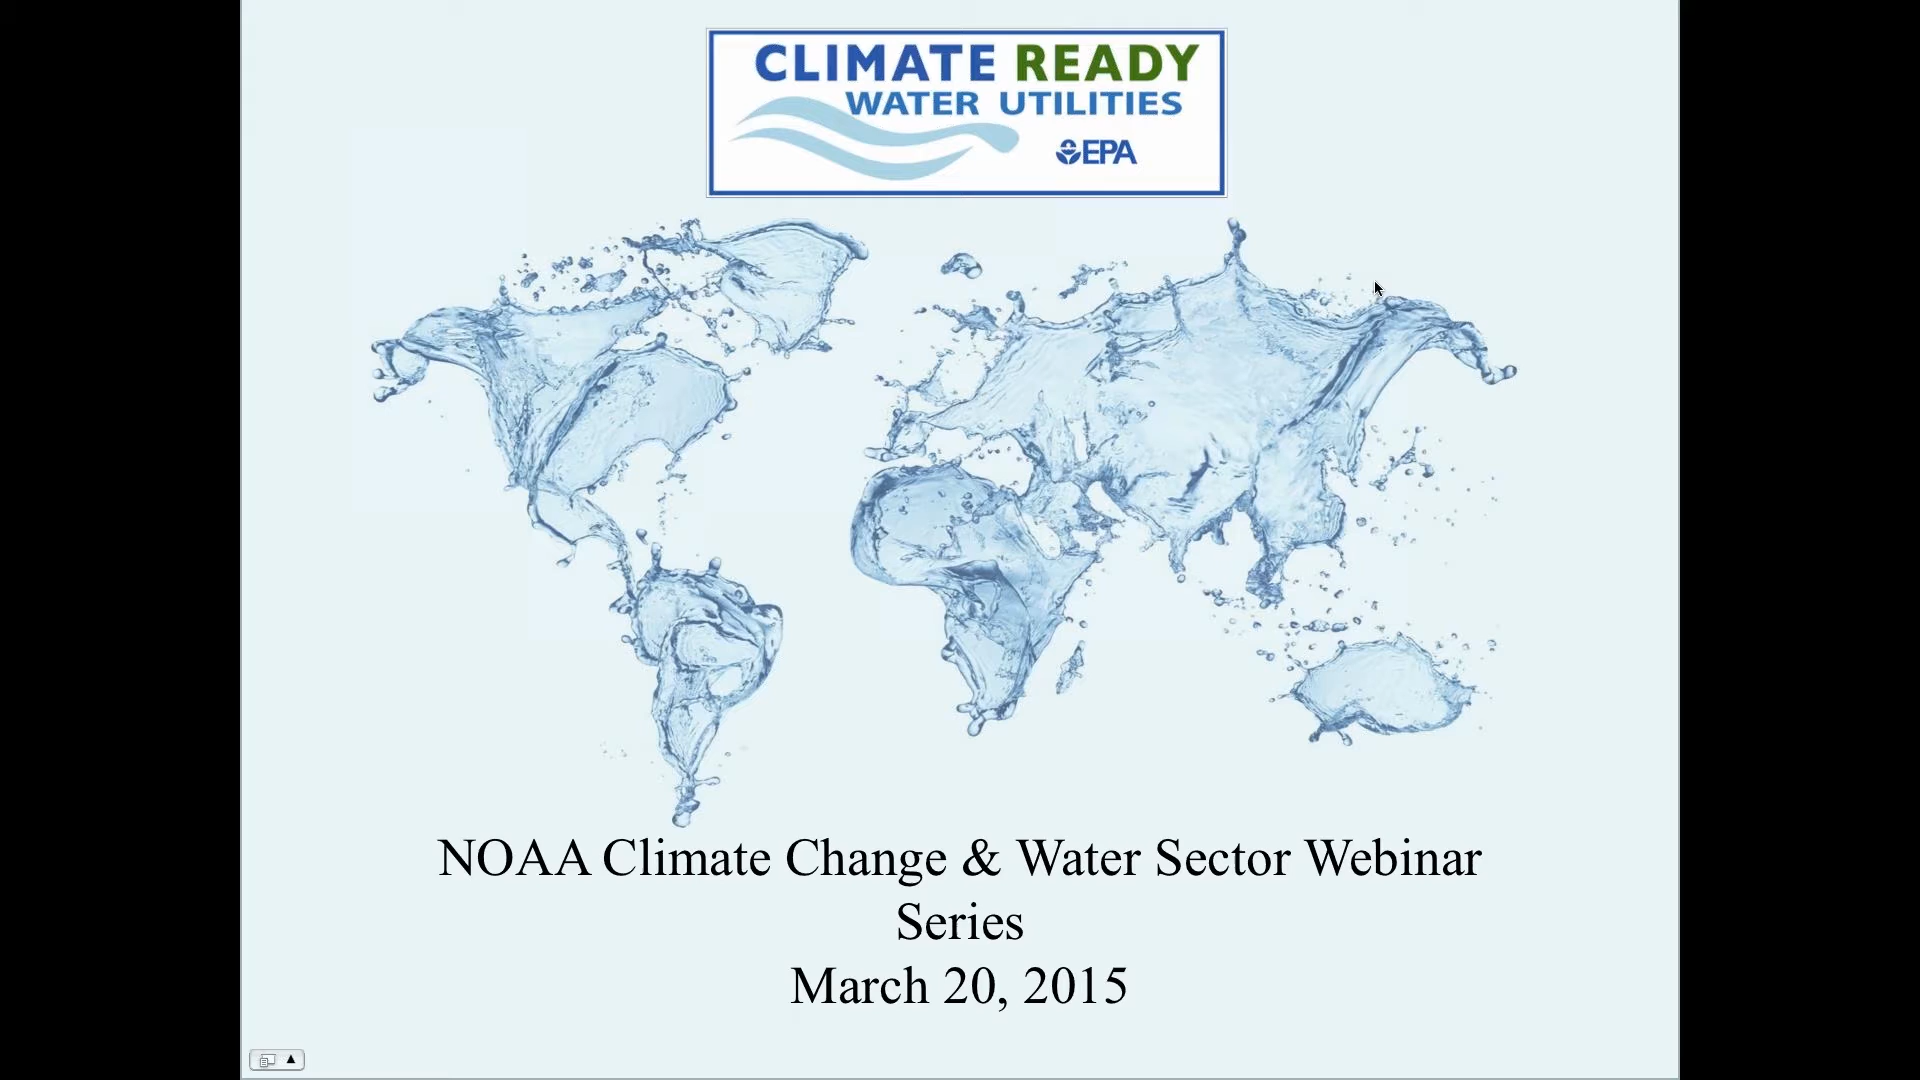 CLIMATE READY
WATER UTILITIES
EPA
NOAA Climate Change & Water Sector Webinar
Series
March 20, 2015